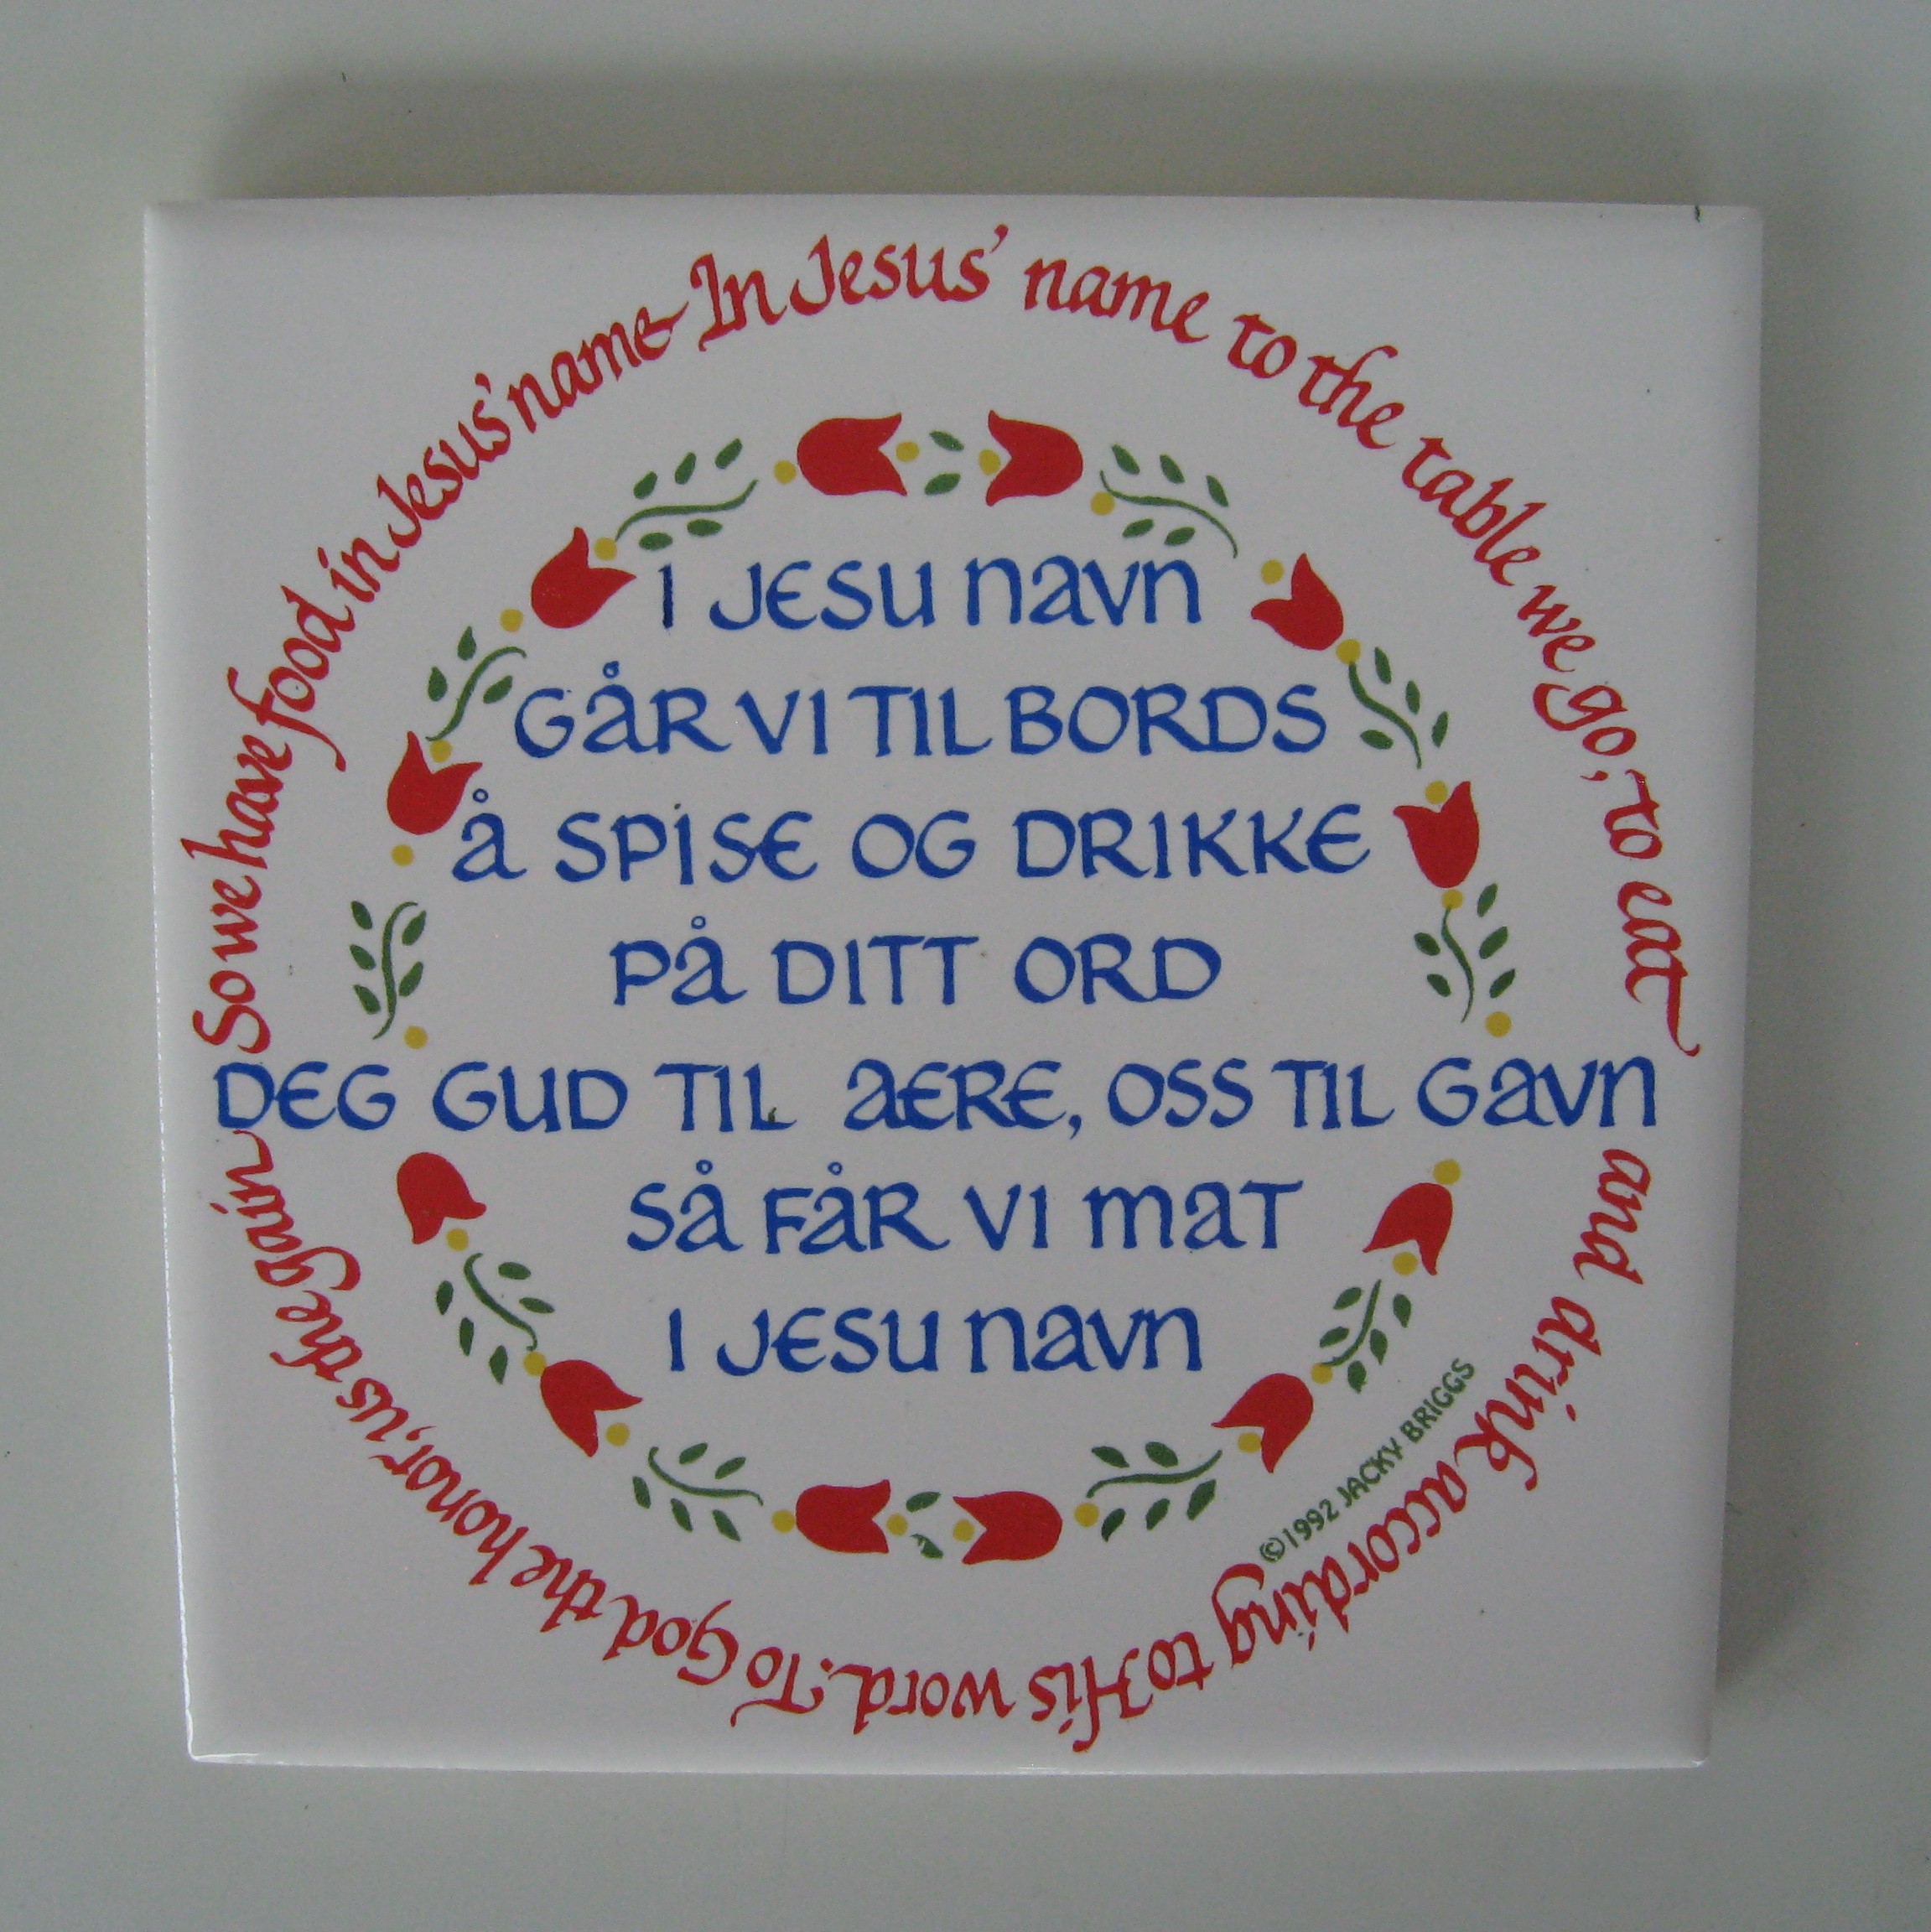 In Jesus' name to the table we go, to eat
and drink according to His word. To God the honor, us the gain
So we have food in Jesus' name-
I JESU NAVN
GÅR VI TIL BORDS
Å SPISE OG DRIKKE
PÅ DITT ORD
DEG GUD TIL AERE, OSS TIL GAVN
SÅ FÅR VI MAT
I JESU NAVN
©1992 JACKY BRIGGS